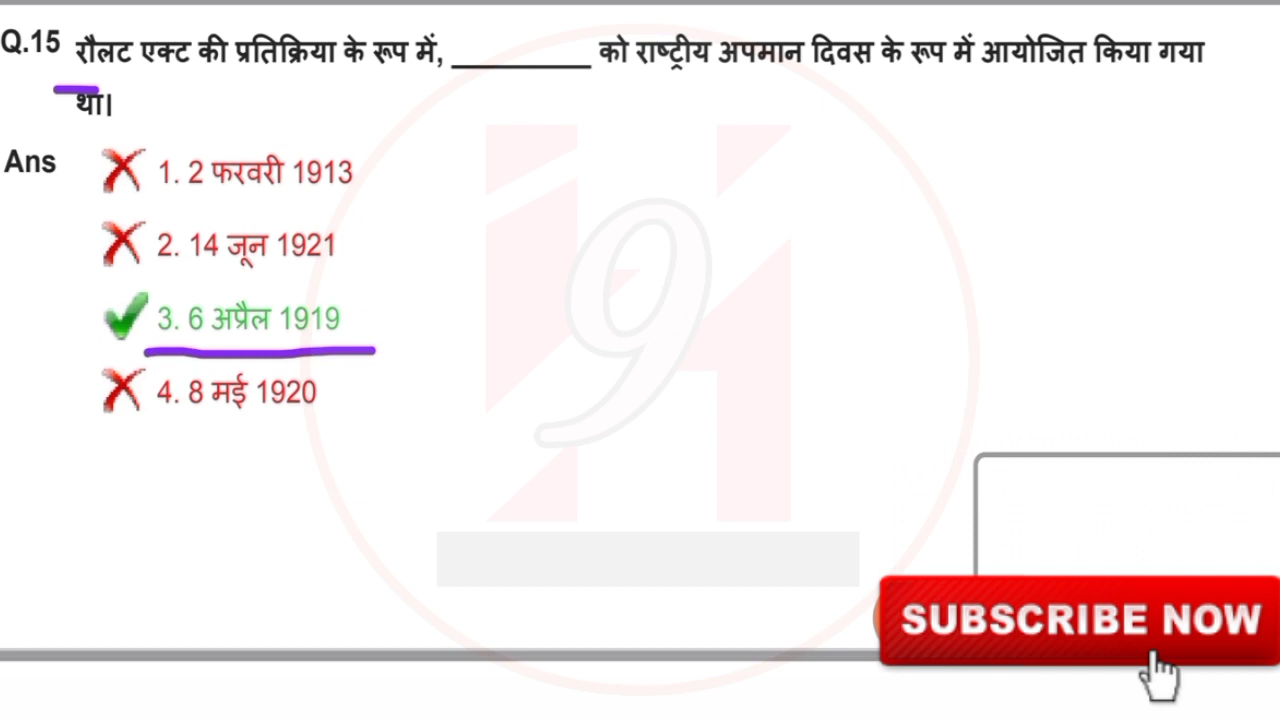 Q.15 रौलट एक्ट की प्रतिक्रिया के रूप में, __________ को राष्ट्रीय अपमान दिवस के रूप में आयोजित किया गया
था।
Ans
1. 2 फरवरी 1913
2. 14 जून 1921
3. 6 अप्रैल 1919
4. 8 मई 1920
9
SUBSCRIBE NOW